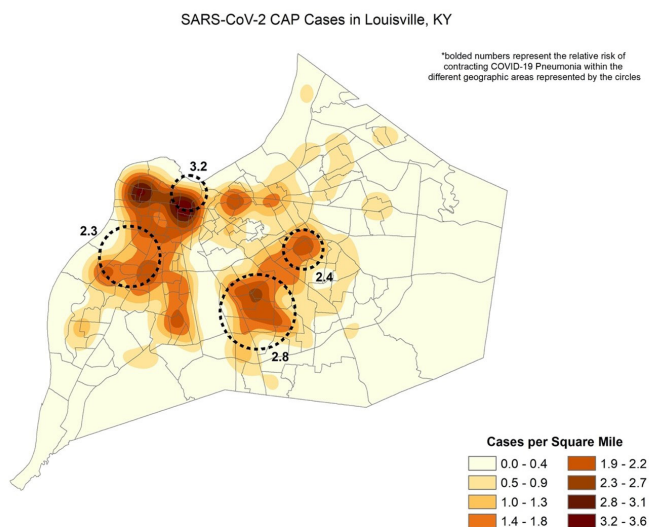 SARS-CoV-2 CAP Cases in Louisville, KY
*bolded numbers represent the relative risk of
contracting COVID-19 Pneumonia within the
different geographic areas represented by the circles
3.2
2.3
2.4
2.8
Cases per Square Mile
0.0 - 0.4
0.5 - 0.9
1.0 - 1.3
1.4 - 1.8
1.9 - 2.2
2.3 - 2.7
2.8 - 3.1
3.2 - 3.6